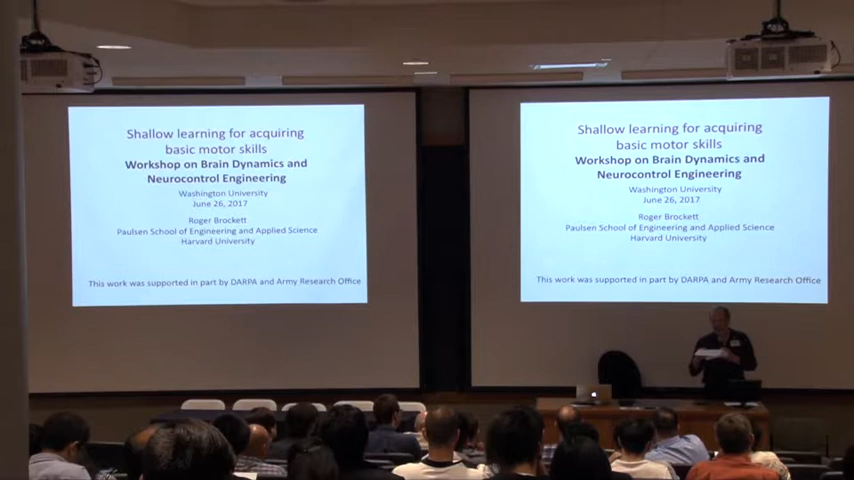 Shallow learning for acquiring
basic motor skills
Workshop on Brain Dynamics and
Neurocontrol Engineering
Washington University
June 26, 2017
Roger Brockett
Paulsen School of Engineering and Applied Science
Harvard University
This work was supported in part by DARPA and Army Research Office
Shallow learning for acquiring
basic motor skills
Workshop on Brain Dynamics and
Neurocontrol Engineering
Washington University
June 26, 2017
Roger Brockett
Paulsen School of Engineering and Applied Science
Harvard University
This work was supported in part by DARPA and Army Research Office